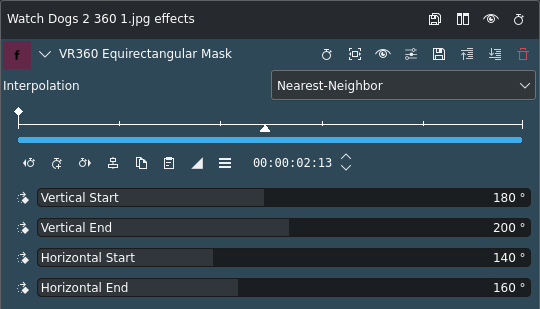 Watch Dogs 2 360 1.jpg effects
f VR360 Equirectangular Mask
Interpolation Nearest-Neighbor
00:00:02:13
Vertical Start 180 °
Vertical End 200 °
Horizontal Start 140 °
Horizontal End 160 °